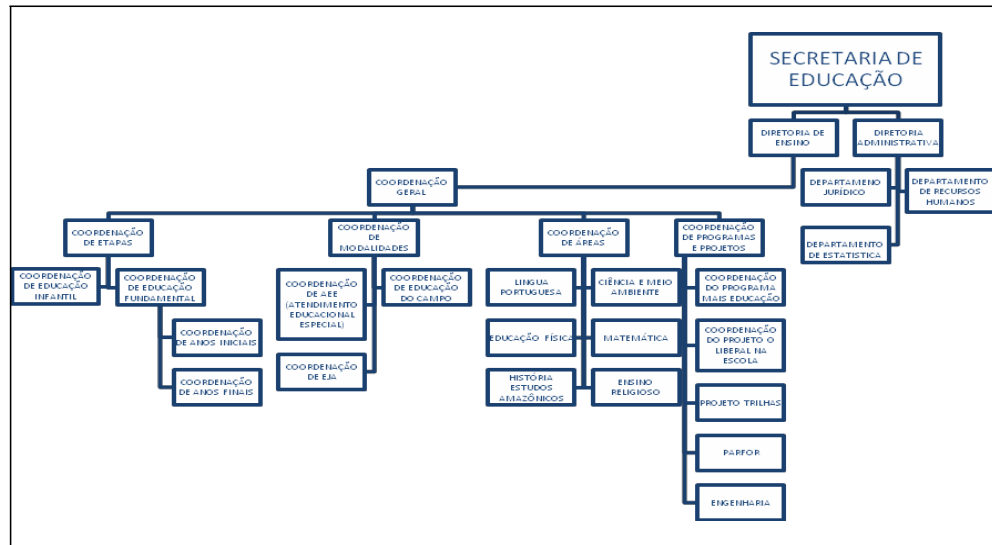 SECRETARIA DE
EDUCAÇÃO
DIRETORIA DE
ENSINO
DIRETORIA
ADMINISTRATIVA
COORDENAÇÃO
GERAL
DEPARTAMENO
JURÍDICO
DEPARTAMENTO
DE RECURSOS
HUMANOS
DEPARTAMENTO
DE ESTATISTICA
COORDENAÇÃO
DE ETAPAS
COORDENAÇÃO
DE
MODALIDADES
COORDENAÇÃO
DE ÁREAS
COORDENAÇÃO
DE PROGRAMAS
E PROJETOS
COORDENAÇÃO
DE EDUCAÇÃO
INFANTIL
COORDENAÇÃO
DE EDUCAÇÃO
FUNDAMENTAL
COORDENAÇÃO
DE ANOS INICIAIS
COORDENAÇÃO
DE ANOS FINAIS
COORDENAÇÃO
DE AEE
(ATENDIMENTO
EDUCACIONAL
ESPECIAL)
COORDENAÇÃO
DE EDUCAÇÃO
DO CAMPO
COORDENAÇÃO
DE EJA
LINGUA
PORTUGUESA
CIÊNCIA E MEIO
AMBIENTE
EDUCAÇÃO FÍSICA
MATEMÁTICA
HISTÓRIA
ESTUDOS
AMAZÔNICOS
ENSINO
RELIGIOSO
COORDENAÇÃO
DO PROGRAMA
MAIS EDUCAÇÃO
COORDENAÇÃO
DO PROJETO O
LIBERAL NA
ESCOLA
PROJETO TRILHAS
PARFOR
ENGENHARIA